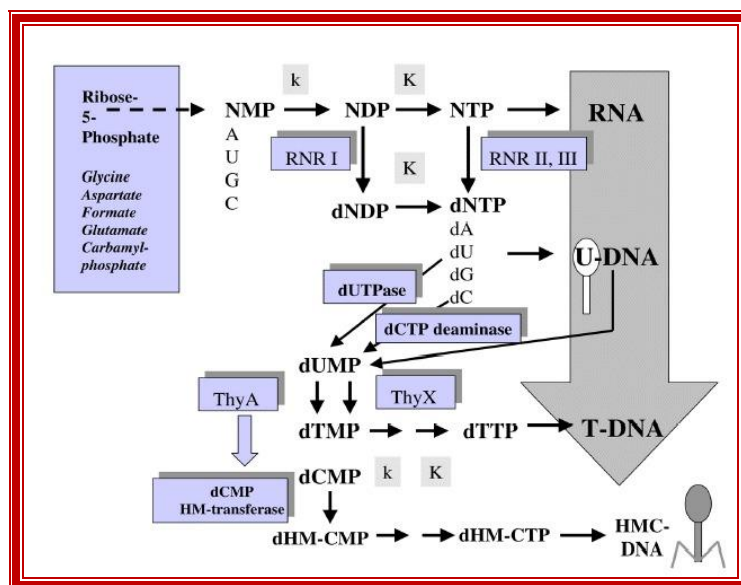 k
K
Ribose-
5-
Phosphate
NMP
NDP
NTP
RNA
A
U
G
C
RNR I
K
RNR II, III
Glycine
Aspartate
Formate
Glutamate
Carbamyl-
phosphate
dNDP
dNTP
dA
dU
dG
dC
U-DNA
dUTPase
dCTP deaminase
dUMP
ThyA
ThyX
dTMP
dTTP
T-DNA
dCMP
k
K
dCMP
HM-transferase
dHM-CMP
dHM-CTP
HMC-
DNA